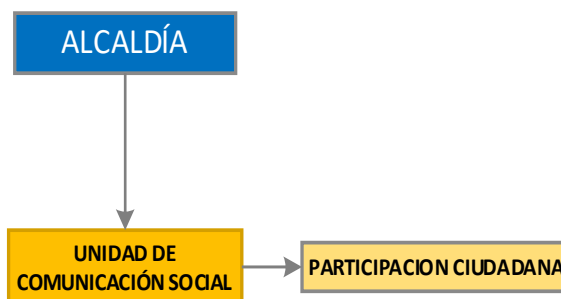 ALCALDÍA
UNIDAD DE
COMUNICACIÓN SOCIAL
PARTICIPACION CIUDADANA